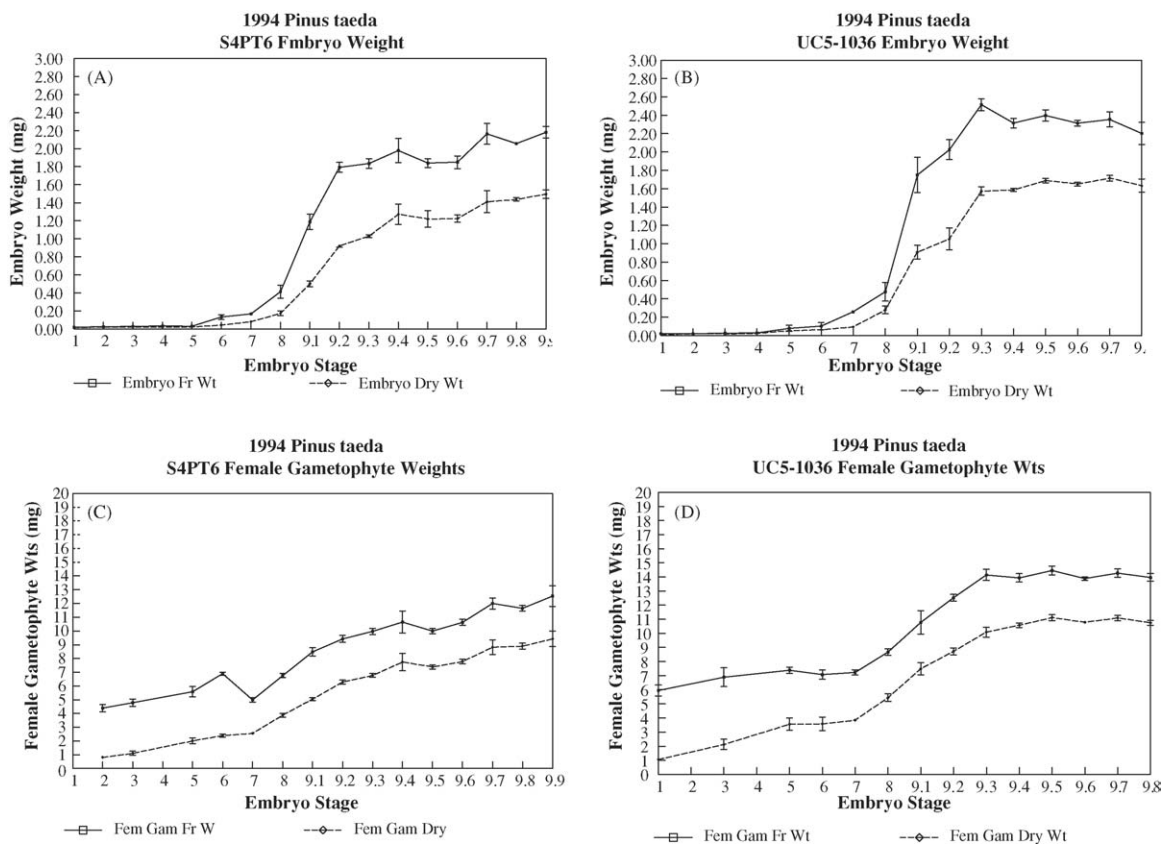 1994 Pinus taeda
S4PT6 Fmbryo Weight
(A)
Embryo Weight (mg)
3.00
2.80
2.60
2.40
2.20
2.00
1.80
1.60
1.40
1.20
1.00
0.80
0.60
0.40
0.20
0.00
1 2 3 4 5 6 7 8 9.1 9.2 9.3 9.4 9.5 9.6 9.7 9.8 9.5
Embryo Stage
Embryo Fr Wt Embryo Dry Wt
1994 Pinus taeda
UC5-1036 Embryo Weight
(B)
Embryo Weight (mg)
3.00
2.80
2.60
2.40
2.20
2.00
1.80
1.60
1.40
1.20
1.00
0.80
0.60
0.40
0.20
0.00
1 2 3 4 5 6 7 8 9.1 9.2 9.3 9.4 9.5 9.6 9.7 9.
Embryo Stage
Embryo Fr Wt Embryo Dry Wt
1994 Pinus taeda
S4PT6 Female Gametophyte Weights
(C)
Female Gametophyte Wts (mg)
20
19
18
17
16
15
14
13
12
11
10
9
8
7
6
5
4
3
2
1
0
1 2 3 4 5 6 7 8 9.1 9.2 9.3 9.4 9.5 9.6 9.7 9.8 9.9
Embryo Stage
Fem Gam Fr W Fem Gam Dry
1994 Pinus taeda
UC5-1036 Female Gametophyte Wts
(D)
Female Gametophyte Wts (mg)
20
19
18
17
16
15
14
13
12
11
10
9
8
7
6
5
4
3
2
1
0
1 2 3 4 5 6 7 8 9.1 9.2 9.3 9.4 9.5 9.6 9.7 9.8
Embryo Stage
Fem Gam Fr Wt Fem Gam Dry Wt